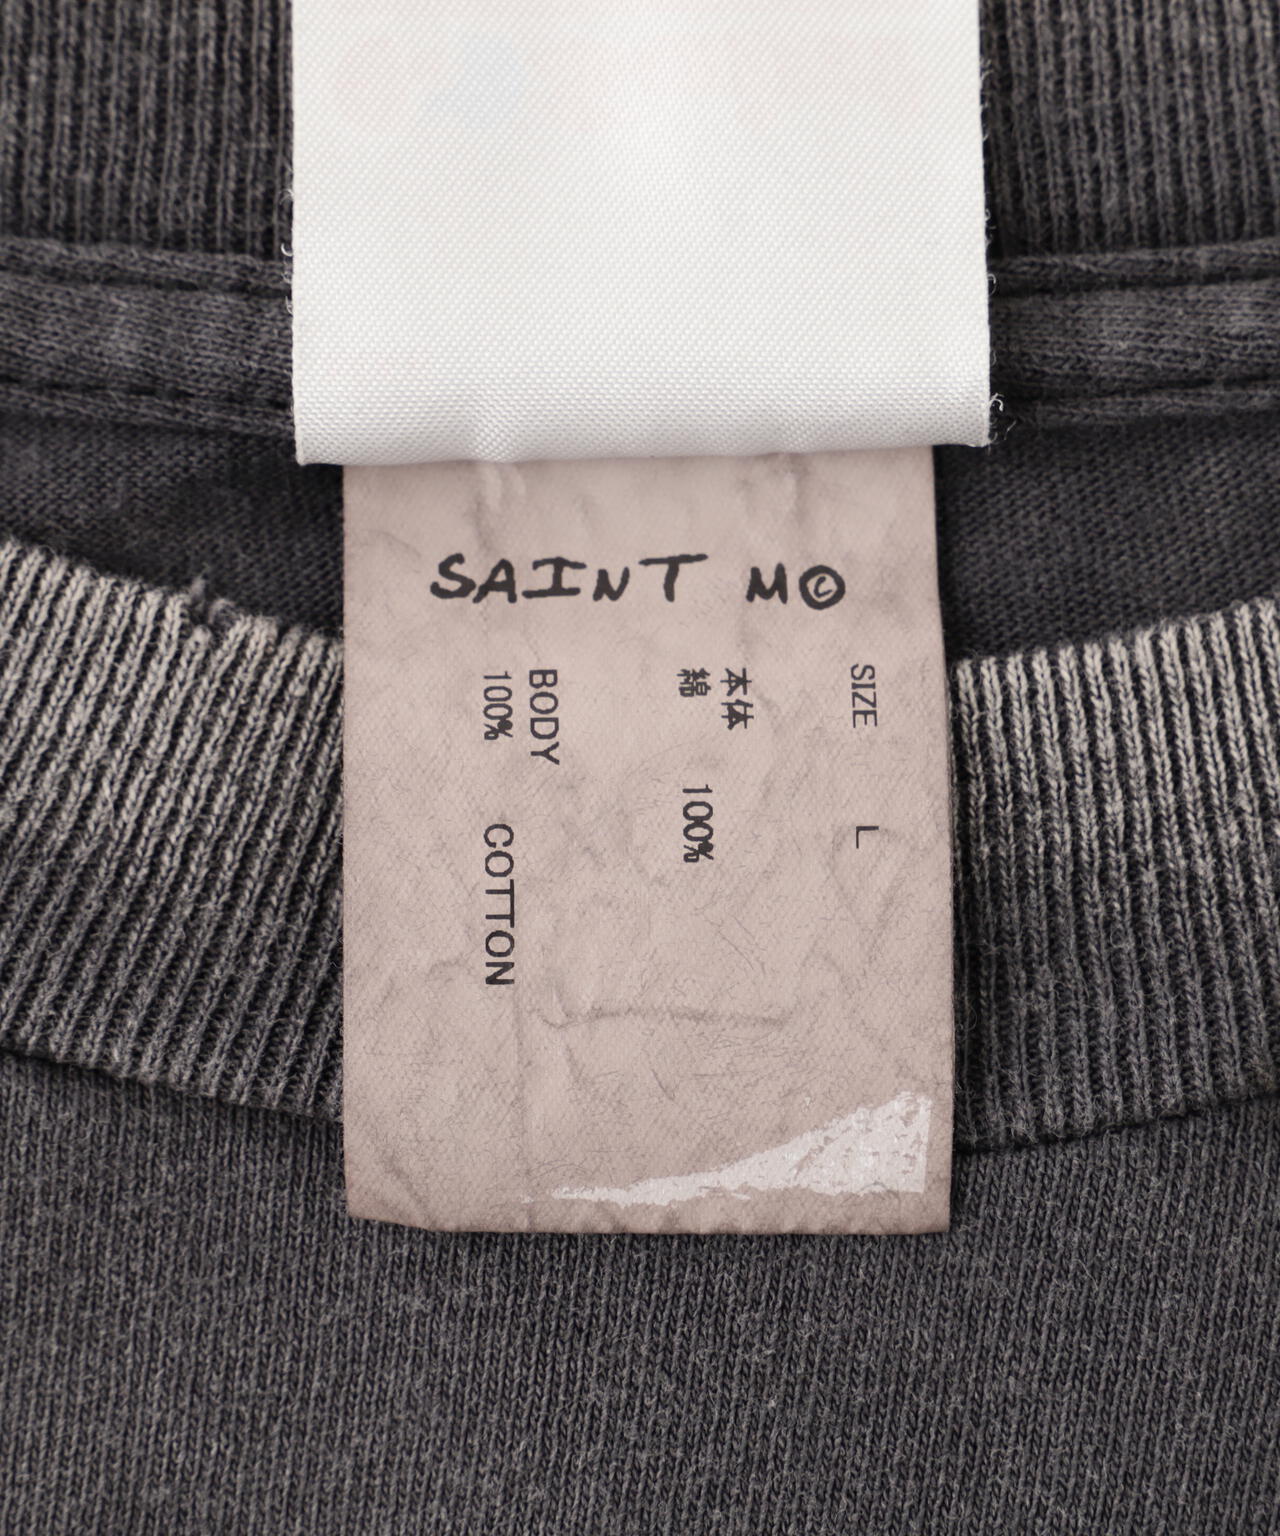 SAINT M©
SIZE L
本体
綿 100%
BODY
100% COTTON